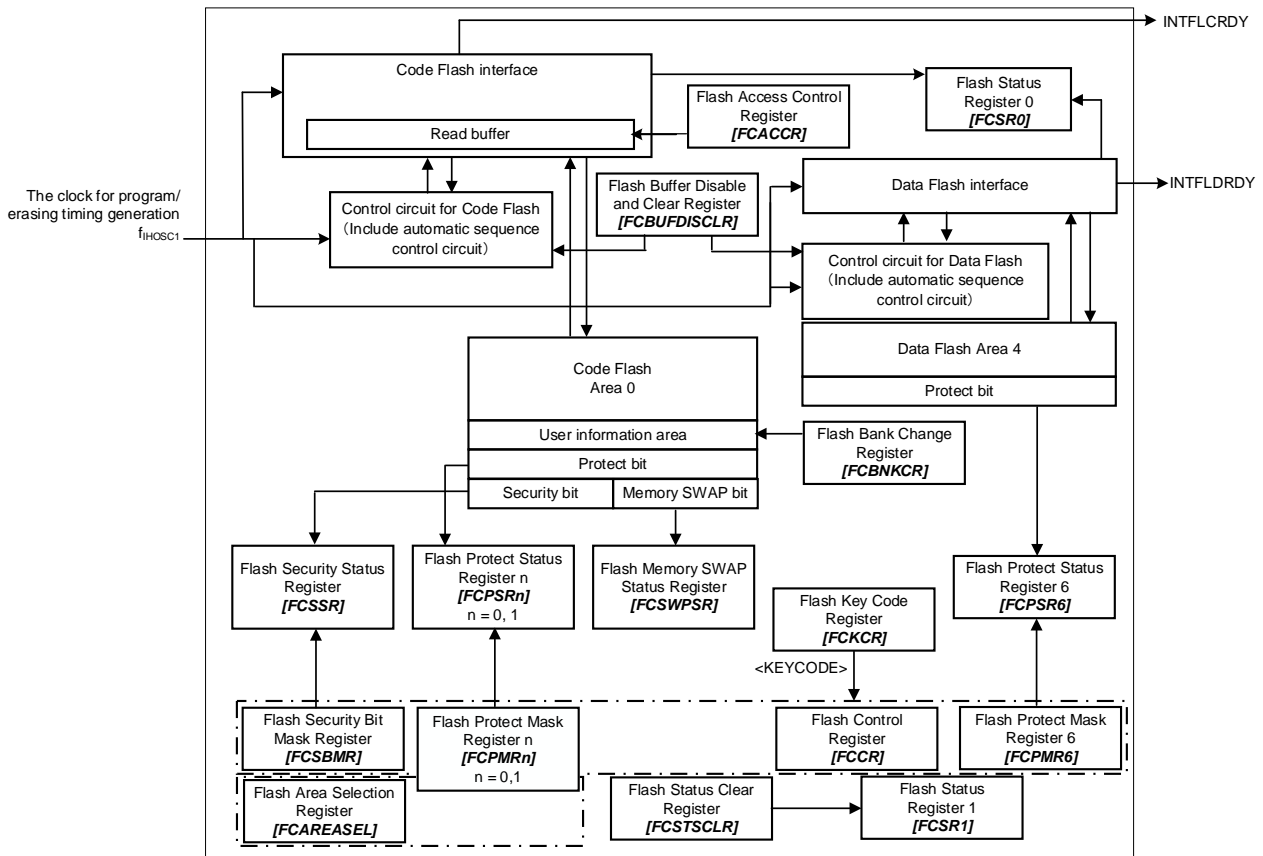 INTFLCRDY
Code Flash interface
Read buffer
Flash Access Control
Register
[FCACCR]
Flash Status
Register 0
[FCSR0]
The clock for program/
erasing timing generation
fIHOSC1
Control circuit for Code Flash
(Include automatic sequence
control circuit)
Flash Buffer Disable
and Clear Register
[FCBUFDISCLR]
Data Flash interface
INTFLDRDY
Control circuit for Data Flash
(Include automatic sequence
control circuit)
Code Flash
Area 0
User information area
Protect bit
Security bit
Memory SWAP bit
Data Flash Area 4
Protect bit
Flash Bank Change
Register
[FCBNKCR]
Flash Security Status
Register
[FCSSR]
Flash Protect Status
Register n
[FCPSRn]
n = 0, 1
Flash Memory SWAP
Status Register
[FCSWPSR]
Flash Key Code
Register
[FCKCR]
Flash Protect Status
Register 6
[FCPSR6]
<KEYCODE>
Flash Security Bit
Mask Register
[FCSBMR]
Flash Protect Mask
Register n
[FCPMRn]
n = 0,1
Flash Control
Register
[FCCR]
Flash Protect Mask
Register 6
[FCPMR6]
Flash Area Selection
Register
[FCAREASEL]
Flash Status Clear
Register
[FCSTSCLR]
Flash Status
Register 1
[FCSR1]